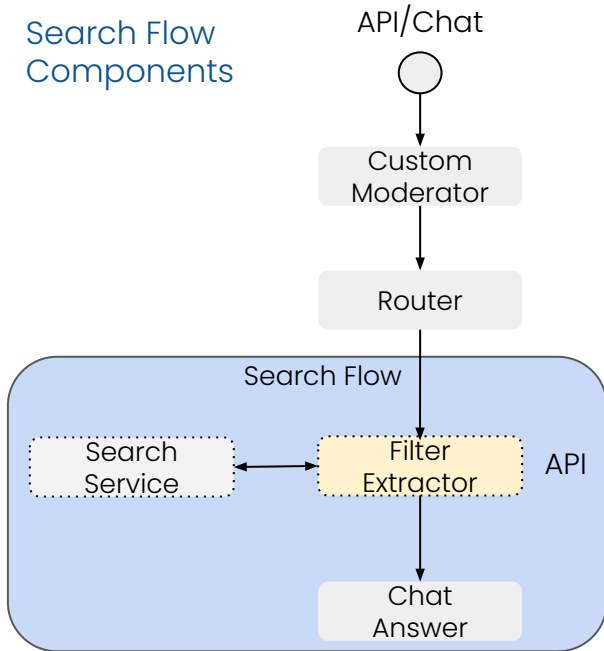 Search Flow
Components
API/Chat
Custom
Moderator
Router
Search Flow
Search
Service
Filter
Extractor
API
Chat
Answer